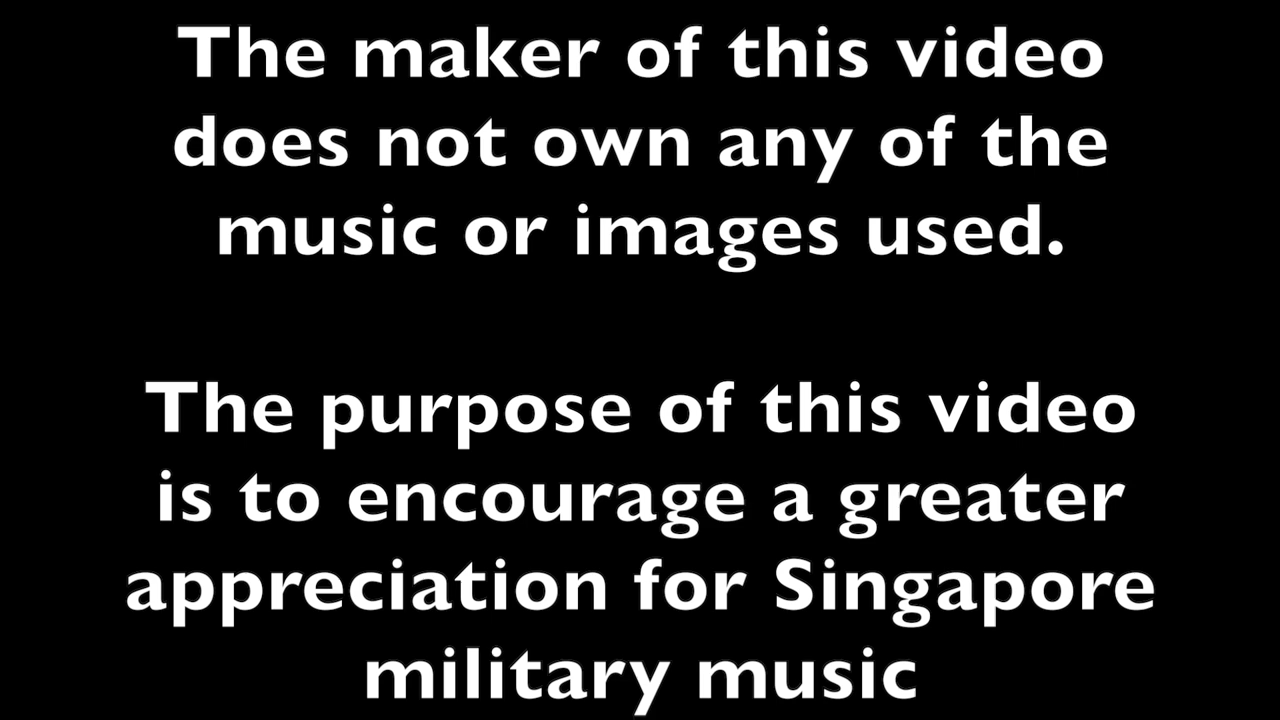 The maker of this video
does not own any of the
music or images used.
The purpose of this video
is to encourage a greater
appreciation for Singapore
military music